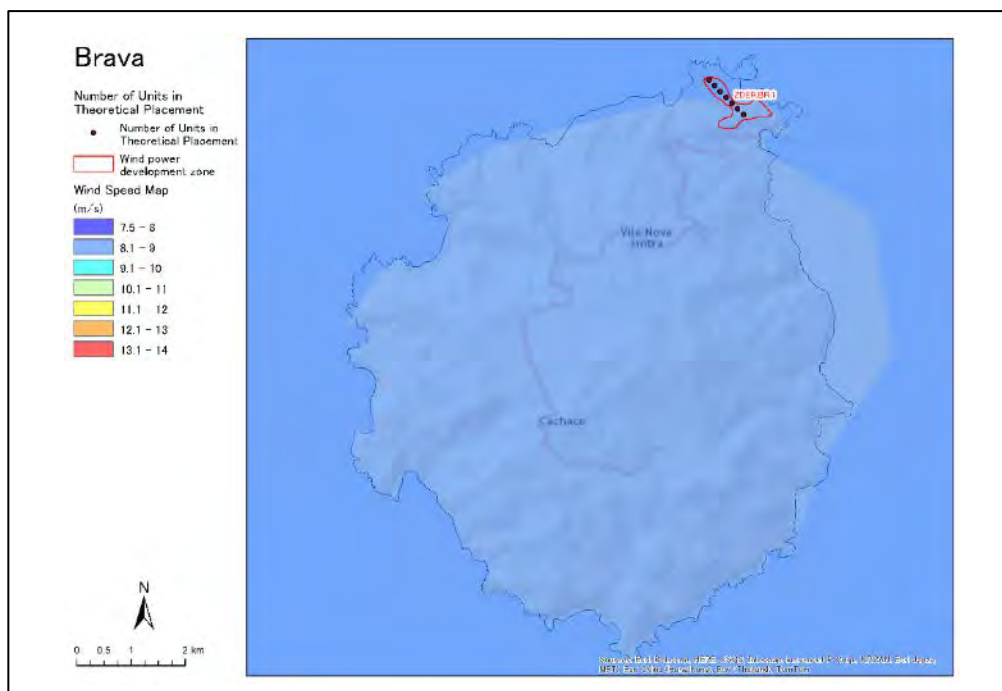 Brava
Number of Units in
Theoretical Placement
Number of Units in
Theoretical Placement
Wind power
development zone
Wind Speed Map
(m/s)
7.5 - 8
8.1 - 9
9.1 - 10
10.1 - 11
11.1 - 12
12.1 - 13
13.1 - 14
ZDER.BR.1
Vila Nova
Sintra
Cachaco
N
0 0.5 1 2 km